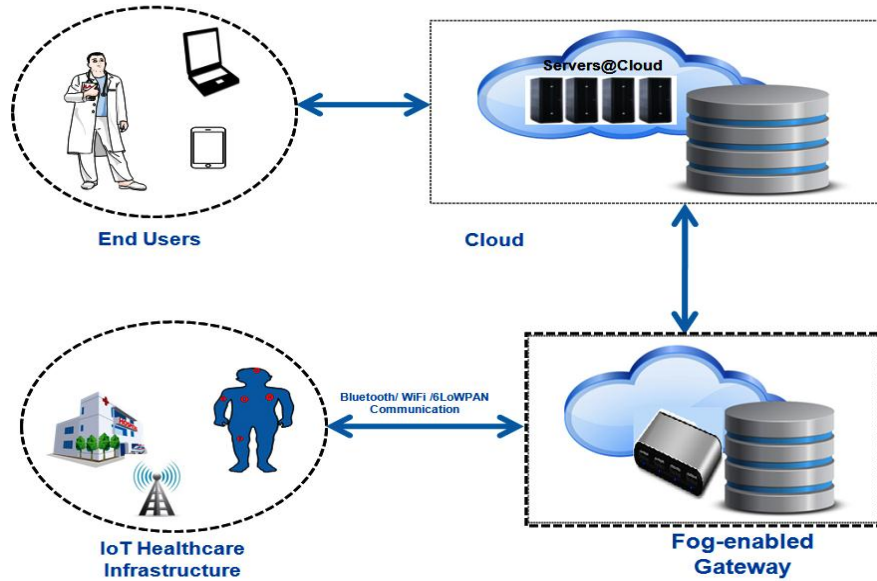 Servers@Cloud
End Users
Cloud
Bluetooth/ WiFi /6LoWPAN
Communication
IoT Healthcare
Infrastructure
Fog-enabled
Gateway